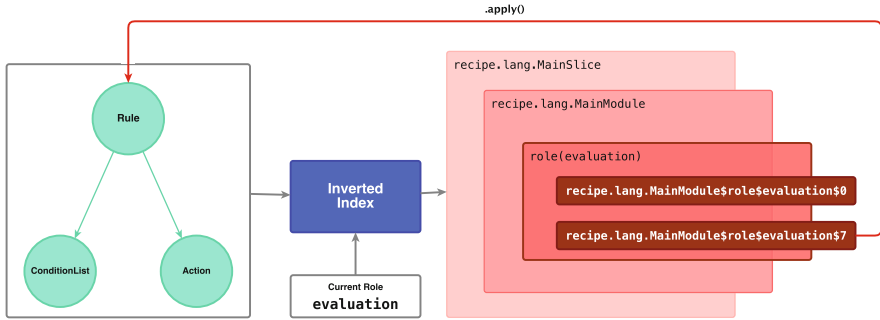 .apply()
Rule
ConditionList
Action
Inverted
Index
Current Role
evaluation
recipe.lang.MainSlice
recipe.lang.MainModule
role(evaluation)
recipe.lang.MainModule$role$evaluation$0
recipe.lang.MainModule$role$evaluation$7